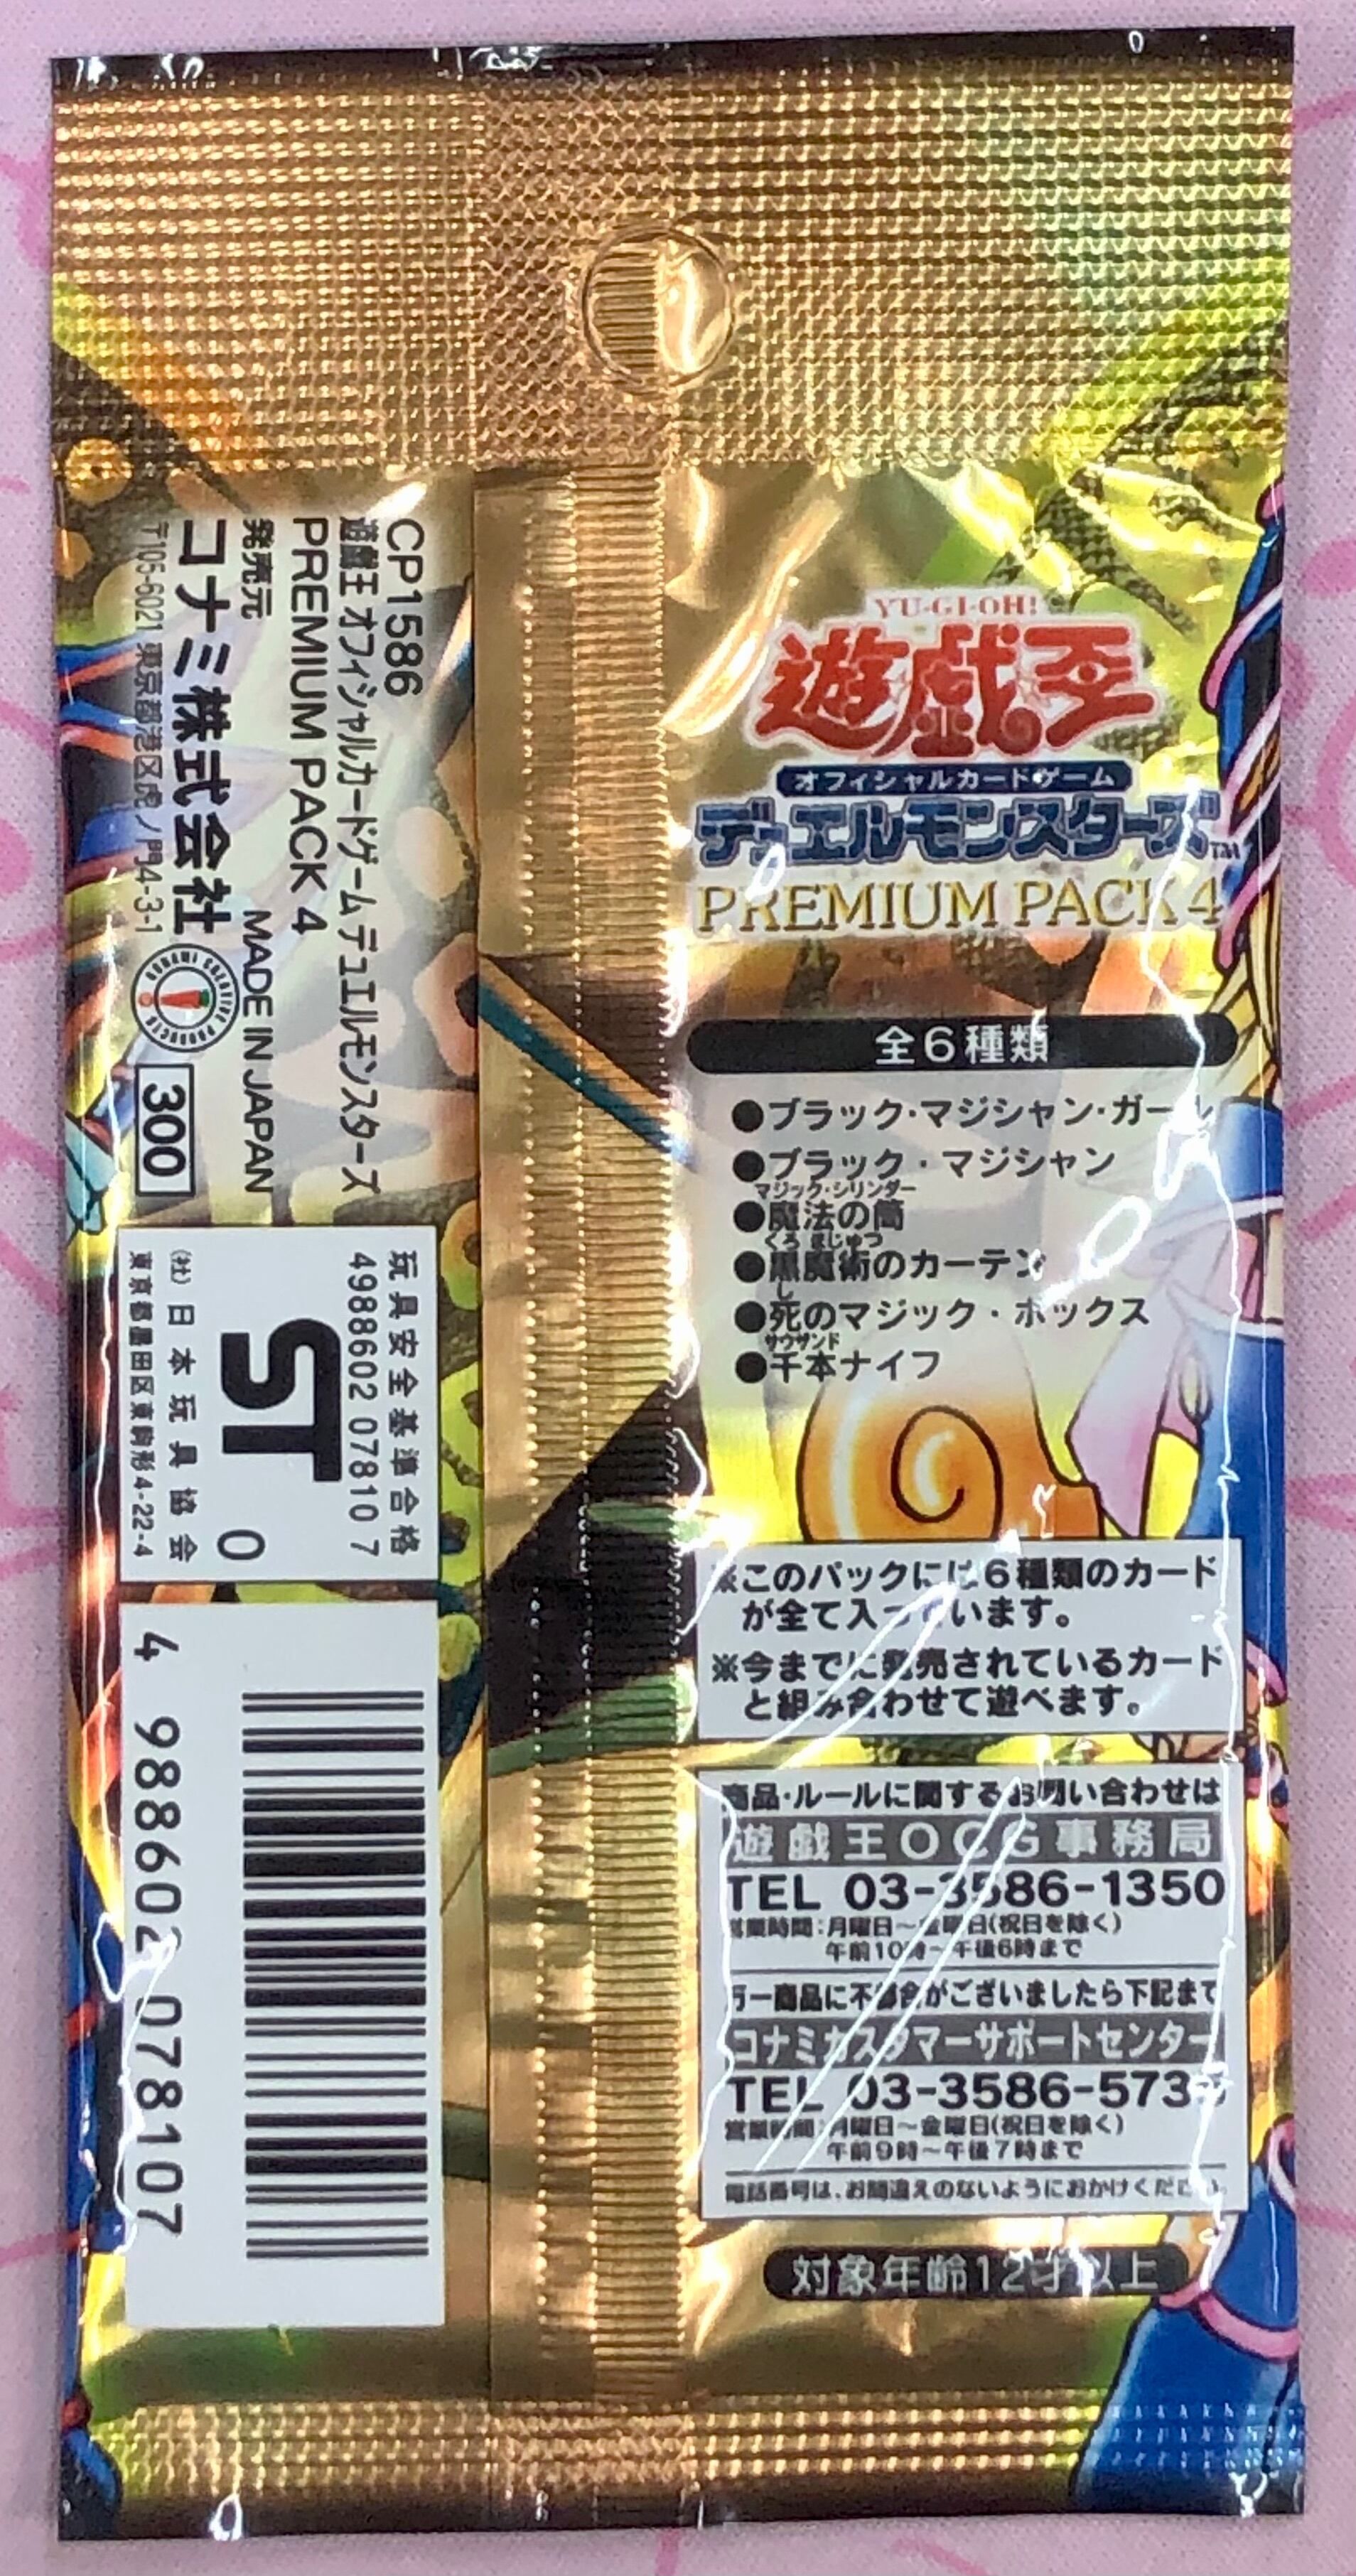 YU-GI-OH!
遊戯王
オフィシャルカードゲーム
デュエルモンスターズ™
PREMIUM PACK 4
全6種類
●ブラック・マジシャン・ガール
●ブラック・マジシャン
マジック・シリンダー
●魔法の筒
くろ まじゅつ
●黒魔術のカーテン
し
●死のマジック・ボックス
サウザンド
●千本ナイフ
※このパックには6種類のカード
が全て入っています。
※今までに発売されているカード
と組み合わせて遊べます。
商品・ルールに関するお問い合わせは
遊戯王OCG事務局
TEL 03-3586-1350
営業時間:月曜日～金曜日(祝日を除く)
午前10時～午後6時まで
万一商品に不都合がございましたら下記まで
コナミカスタマーサポートセンター
TEL 03-3586-573
営業時間:月曜日～金曜日(祝日を除く)
午前9時～午後7時まで
電話番号は、お間違えのないようにおかけください。
対象年齢12才以上
CP1586
遊戯王 オフィシャルカードゲーム デュエルモンスターズ
PREMIUM PACK 4
発売元
MADE IN JAPAN
コナミ株式会社
〒105-6021 東京都港区虎ノ門4-3-1
KONAMI CREATIVE PRODUCTS
300
玩具安全基準合格
4988602 07810 7
ST
0
(社)日本玩具協会
東京都墨田区東駒形4-22-4
4 988602 078107